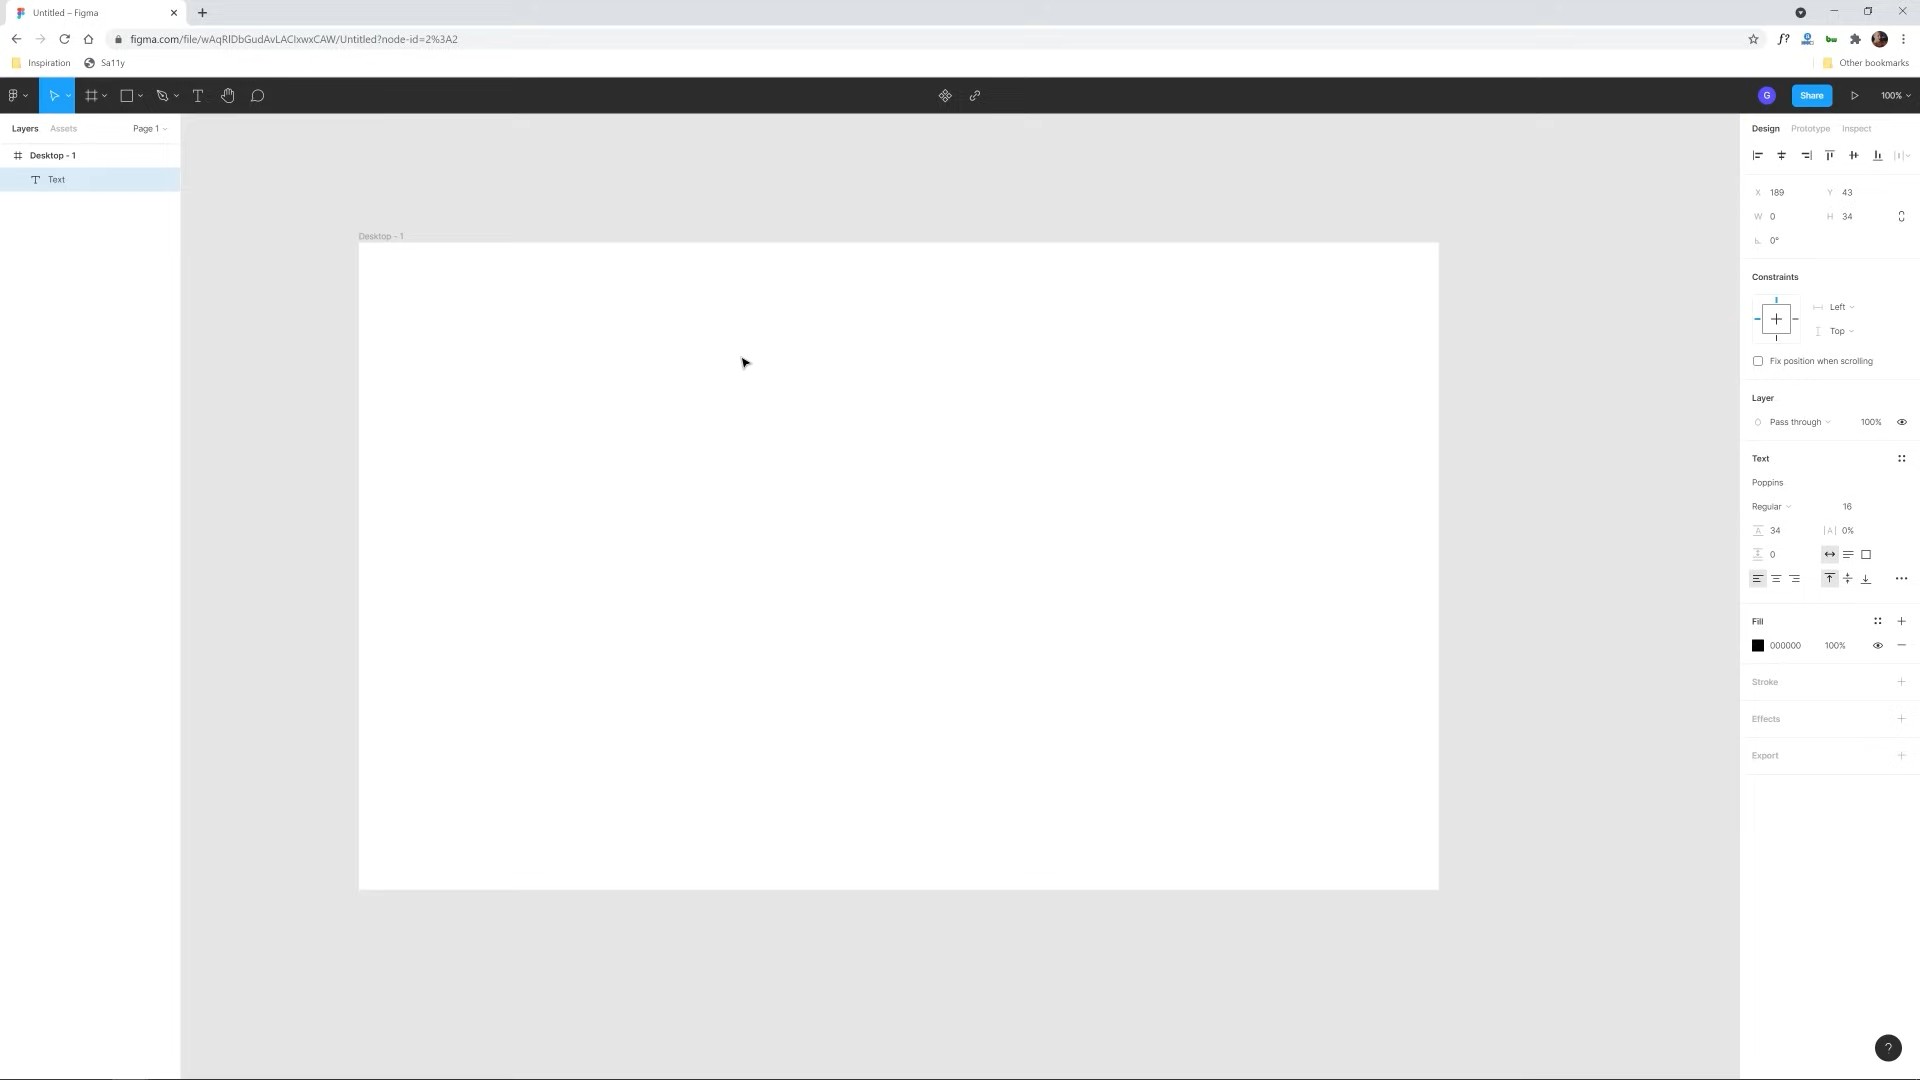 Untitled – Figma
figma.com/file/wAqRlDbGudAvLACIxwxCAW/Untitled?node-id=2%3A2
f?
Inspiration
Sa11y
Other bookmarks
G
Share
100%
Layers
Assets
Page 1
Design
Prototype
Inspect
Desktop - 1
Text
X 189
Y 43
W 0
H 34
0°
Desktop - 1
Constraints
Left
Top
Fix position when scrolling
Layer
Pass through
100%
Text
Poppins
Regular
16
34
|A| 0%
0
Fill
000000
100%
Stroke
Effects
Export
?